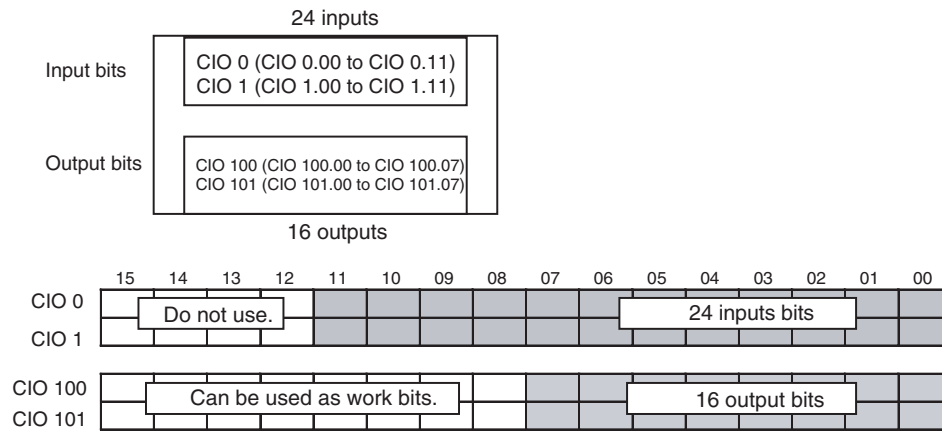 24 inputs
Input bits
CIO 0 (CIO 0.00 to CIO 0.11)
CIO 1 (CIO 1.00 to CIO 1.11)
Output bits
CIO 100 (CIO 100.00 to CIO 100.07)
CIO 101 (CIO 101.00 to CIO 101.07)
16 outputs
15 14 13 12 11 10 09 08 07 06 05 04 03 02 01 00
CIO 0
Do not use.
24 inputs bits
CIO 1
CIO 100
Can be used as work bits.
16 output bits
CIO 101